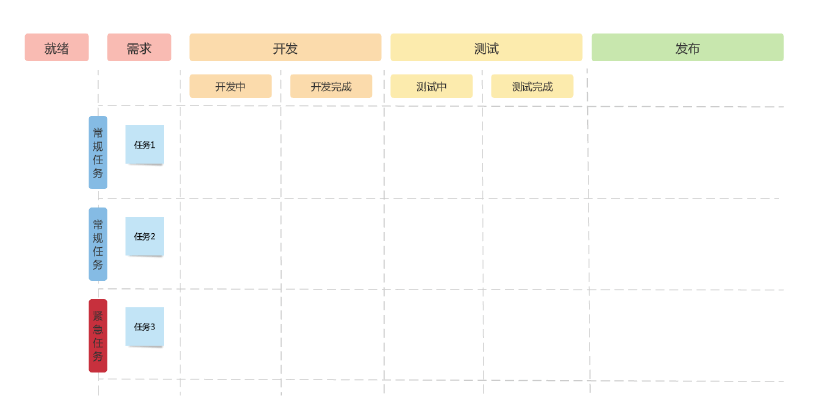 就绪
需求
开发
测试
发布
开发中
开发完成
测试中
测试完成
常规任务
任务1
常规任务
任务2
紧急任务
任务3